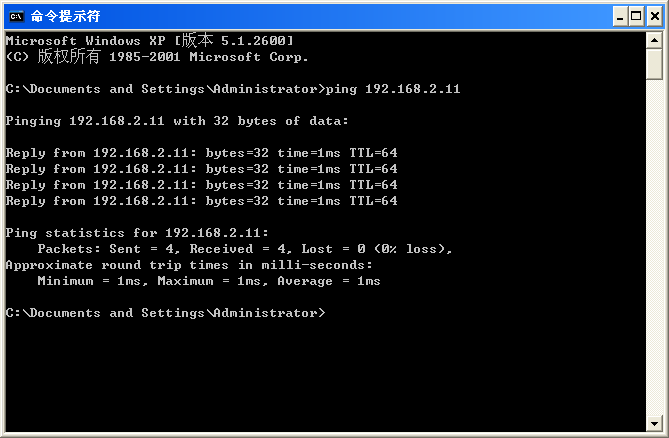 命令提示符
Microsoft Windows XP [版本 5.1.2600]
(C) 版权所有 1985-2001 Microsoft Corp.
C:\Documents and Settings\Administrator>ping 192.168.2.11
Pinging 192.168.2.11 with 32 bytes of data:
Reply from 192.168.2.11: bytes=32 time=1ms TTL=64
Reply from 192.168.2.11: bytes=32 time=1ms TTL=64
Reply from 192.168.2.11: bytes=32 time=1ms TTL=64
Reply from 192.168.2.11: bytes=32 time=1ms TTL=64
Ping statistics for 192.168.2.11:
    Packets: Sent = 4, Received = 4, Lost = 0 (0% loss),
Approximate round trip times in milli-seconds:
    Minimum = 1ms, Maximum = 1ms, Average = 1ms
C:\Documents and Settings\Administrator>